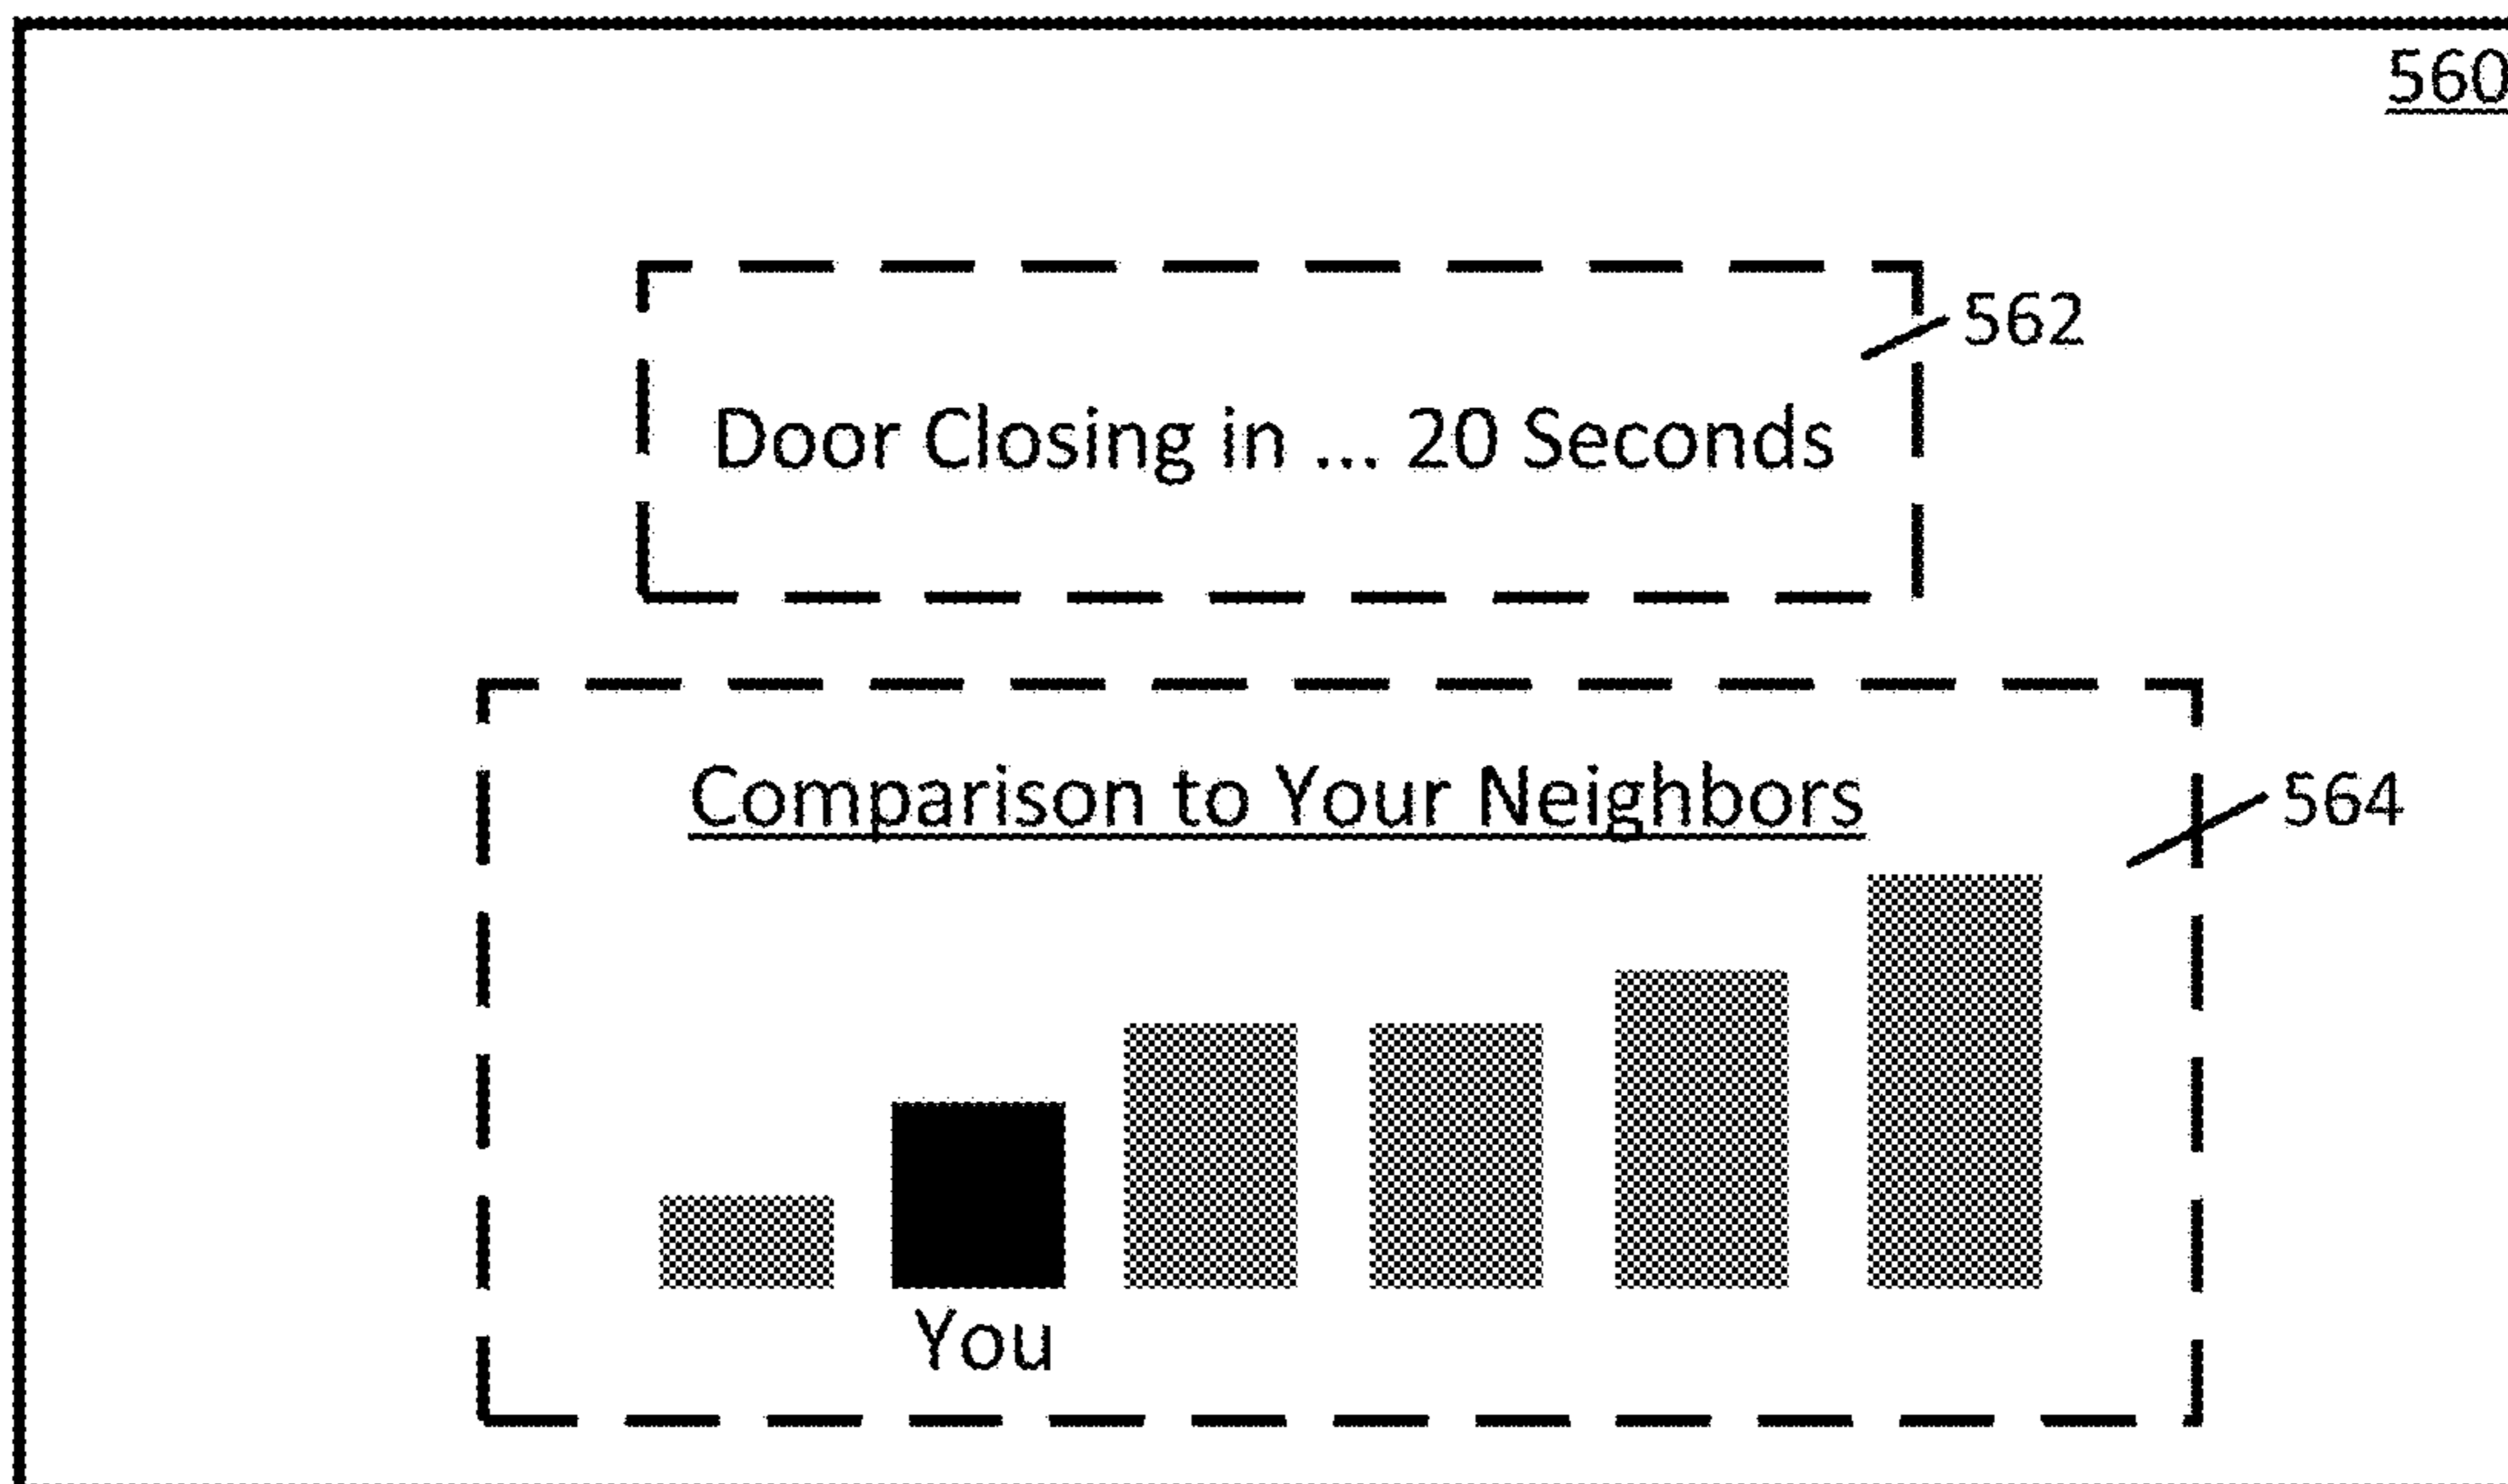 560
562
Door Closing in ... 20 Seconds
Comparison to Your Neighbors
564
You